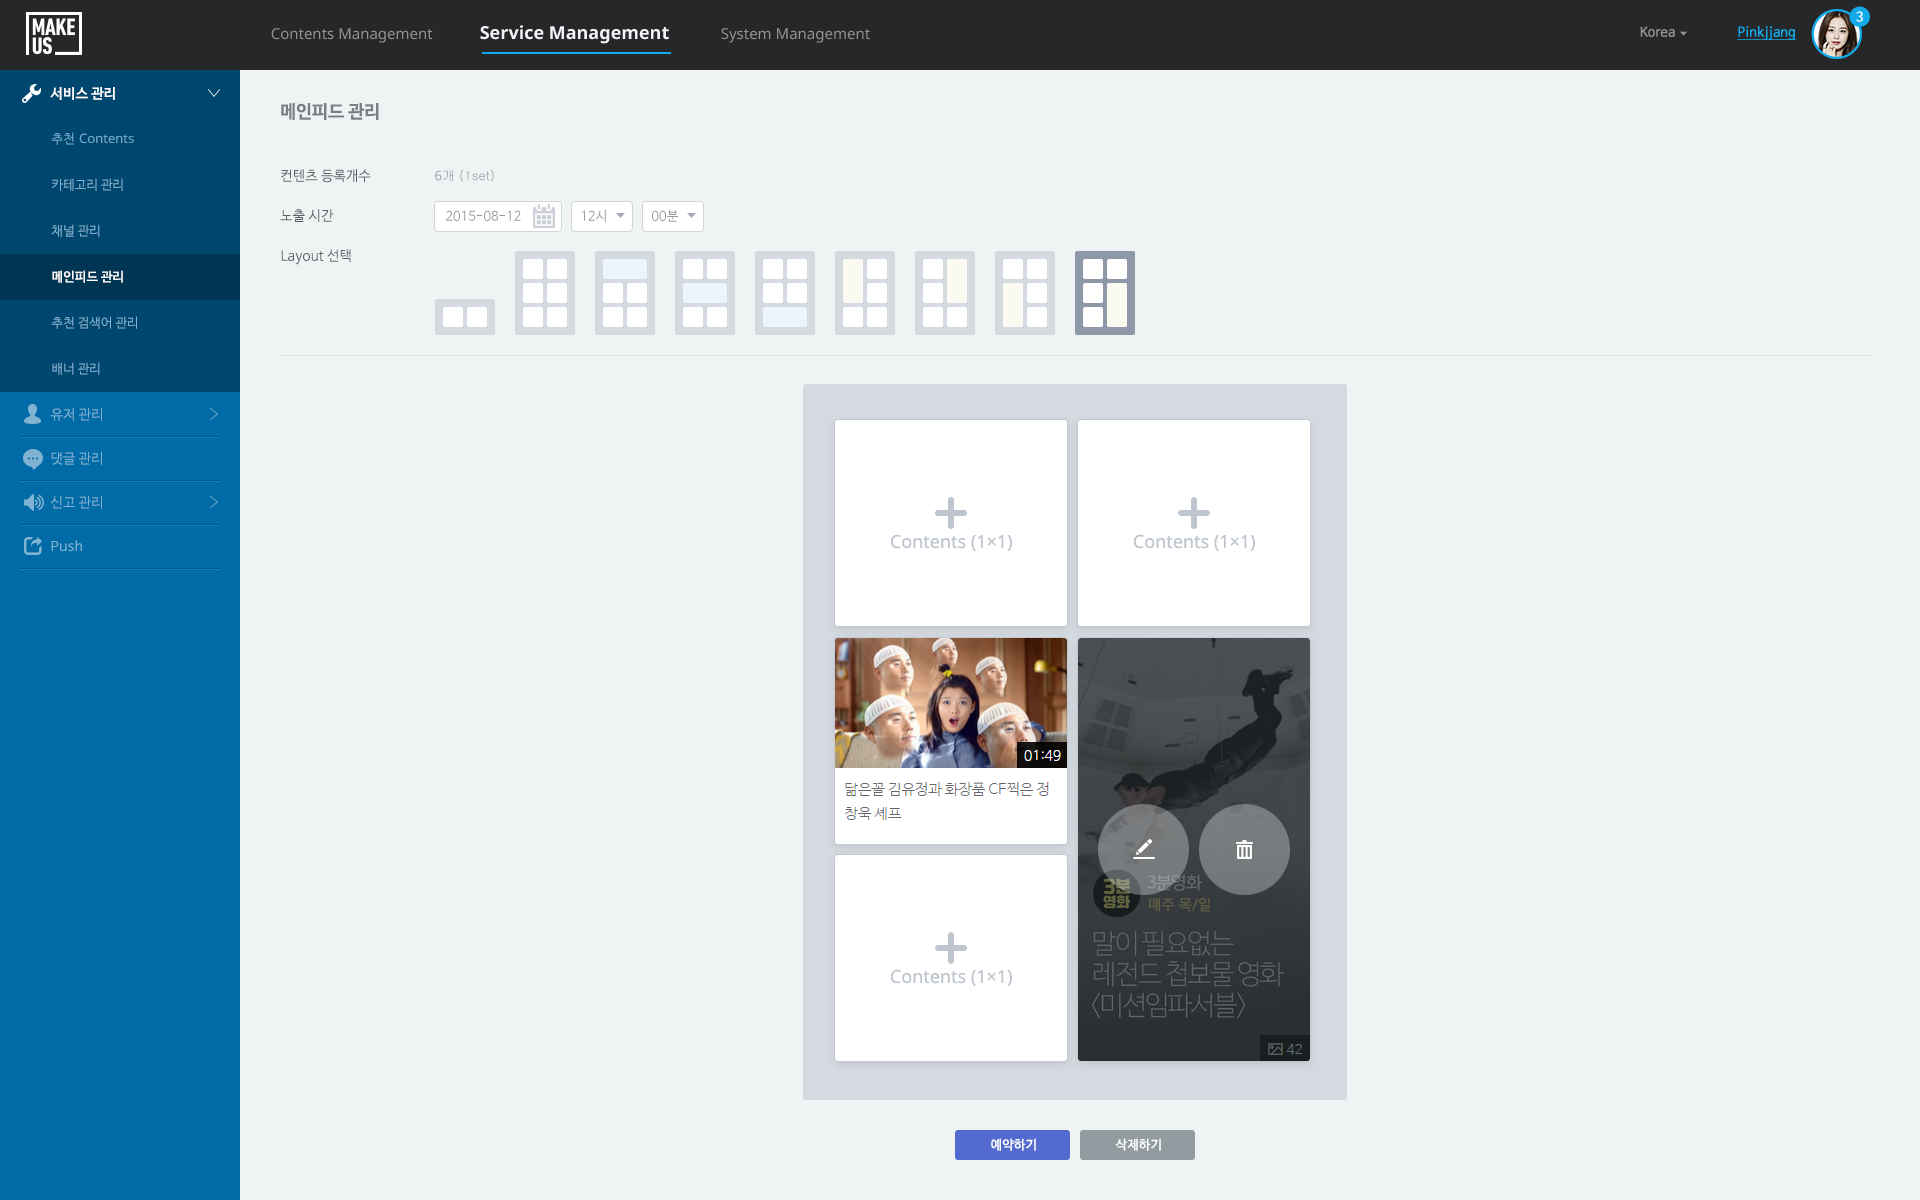 MAKE
US
Contents Management
Service Management
System Management
Korea
Pinkjjang
3
서비스 관리
추천 Contents
카테고리 관리
채널 관리
메인피드 관리
추천 검색어 관리
배너 관리
유저 관리
댓글 관리
신고 관리
Push
메인피드 관리
컨텐츠 등록개수
6개 (1set)
노출 시간
2015-08-12
12시
00분
Layout 선택
Contents (1×1)
Contents (1×1)
01:49
닮은꼴 김유정과 화장품 CF찍은 정
창욱 셰프
Contents (1×1)
3분
영화
3분영화
매주 목/일
말이 필요없는
레전드 첩보물 영화
<미션임파서블>
42
예약하기
삭제하기